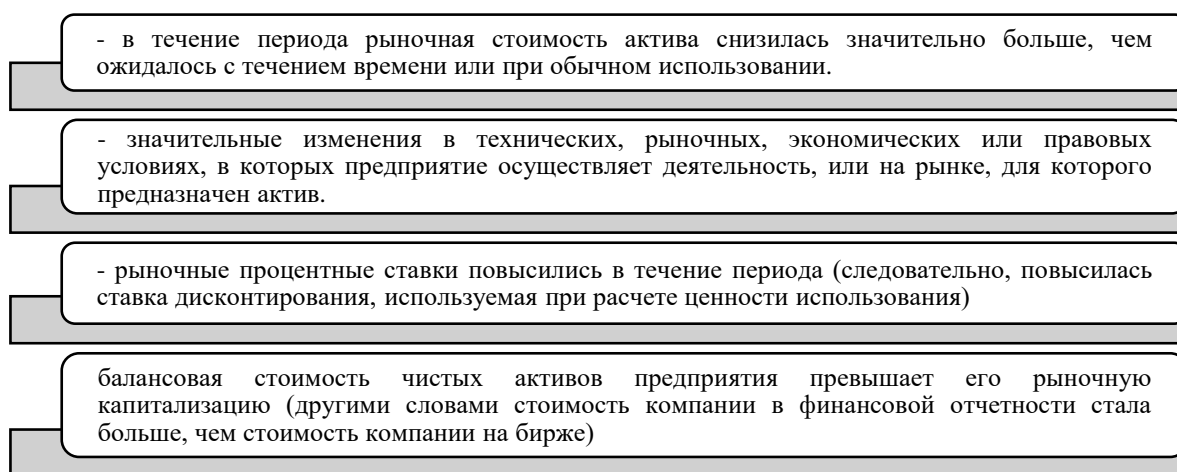 - в течение периода рыночная стоимость актива снизилась значительно больше, чем
ожидалось с течением времени или при обычном использовании.
- значительные изменения в технических, рыночных, экономических или правовых
условиях, в которых предприятие осуществляет деятельность, или на рынке, для которого
предназначен актив.
- рыночные процентные ставки повысились в течение периода (следовательно, повысилась
ставка дисконтирования, используемая при расчете ценности использования)
балансовая стоимость чистых активов предприятия превышает его рыночную
капитализацию (другими словами стоимость компании в финансовой отчетности стала
больше, чем стоимость компании на бирже)